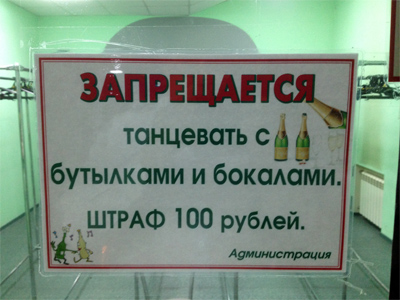 ЗАПРЕЩАЕТСЯ
танцевать с
бутылками и бокалами.
ШТРАФ 100 рублей.
Администрация